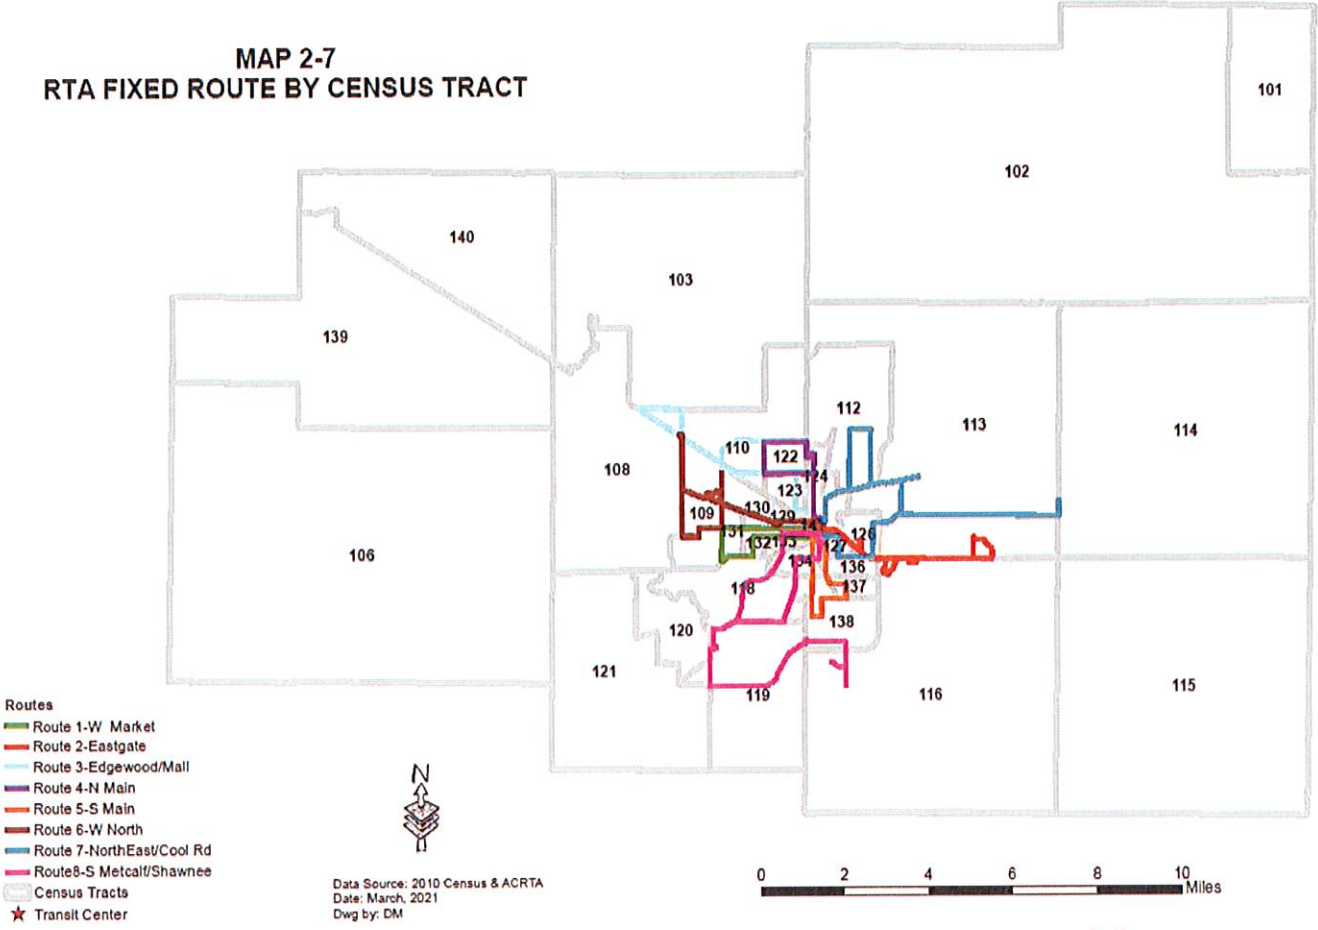 MAP 2-7
RTA FIXED ROUTE BY CENSUS TRACT
101
102
140
103
139
112
113
114
110
122
108
124
123
109
130
129
14
131
126
132
133
127
106
134
136
118
137
138
120
121
119
116
115
Routes
Route 1-W Market
Route 2-Eastgate
Route 3-Edgewood/Mall
Route 4-N Main
Route 5-S Main
Route 6-W North
Route 7-NorthEast/Cool Rd
Route8-S Metcalf/Shawnee
Census Tracts
Transit Center
N
Data Source: 2010 Census & ACRTA
Date: March, 2021
Dwg by: DM
0 2 4 6 8 10
Miles